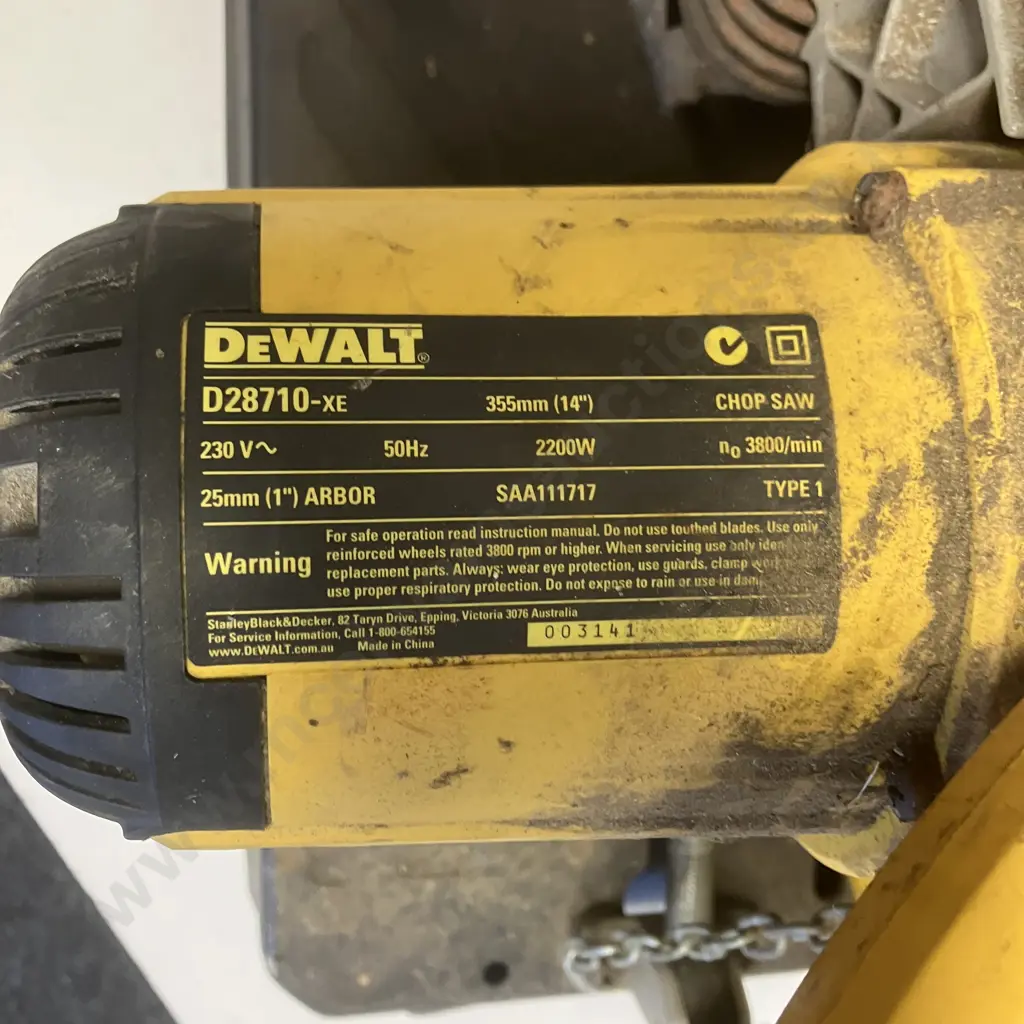 DEWALT®
D28710-XE 355mm (14") CHOP SAW
230 V~ 50Hz 2200W n₀ 3800/min
25mm (1") ARBOR SAA111717 TYPE 1
Warning
For safe operation read instruction manual. Do not use toothed blades. Use only
reinforced wheels rated 3800 rpm or higher. When servicing use only
replacement parts. Always: wear eye protection, use guards, clamp
use proper respiratory protection. Do not expose to rain or use in
StanleyBlack&Decker, 82 Taryn Drive, Epping, Victoria 3076 Australia
For Service Information, Call 1-800-654155
www.DEWALT.com.au Made in China
003141